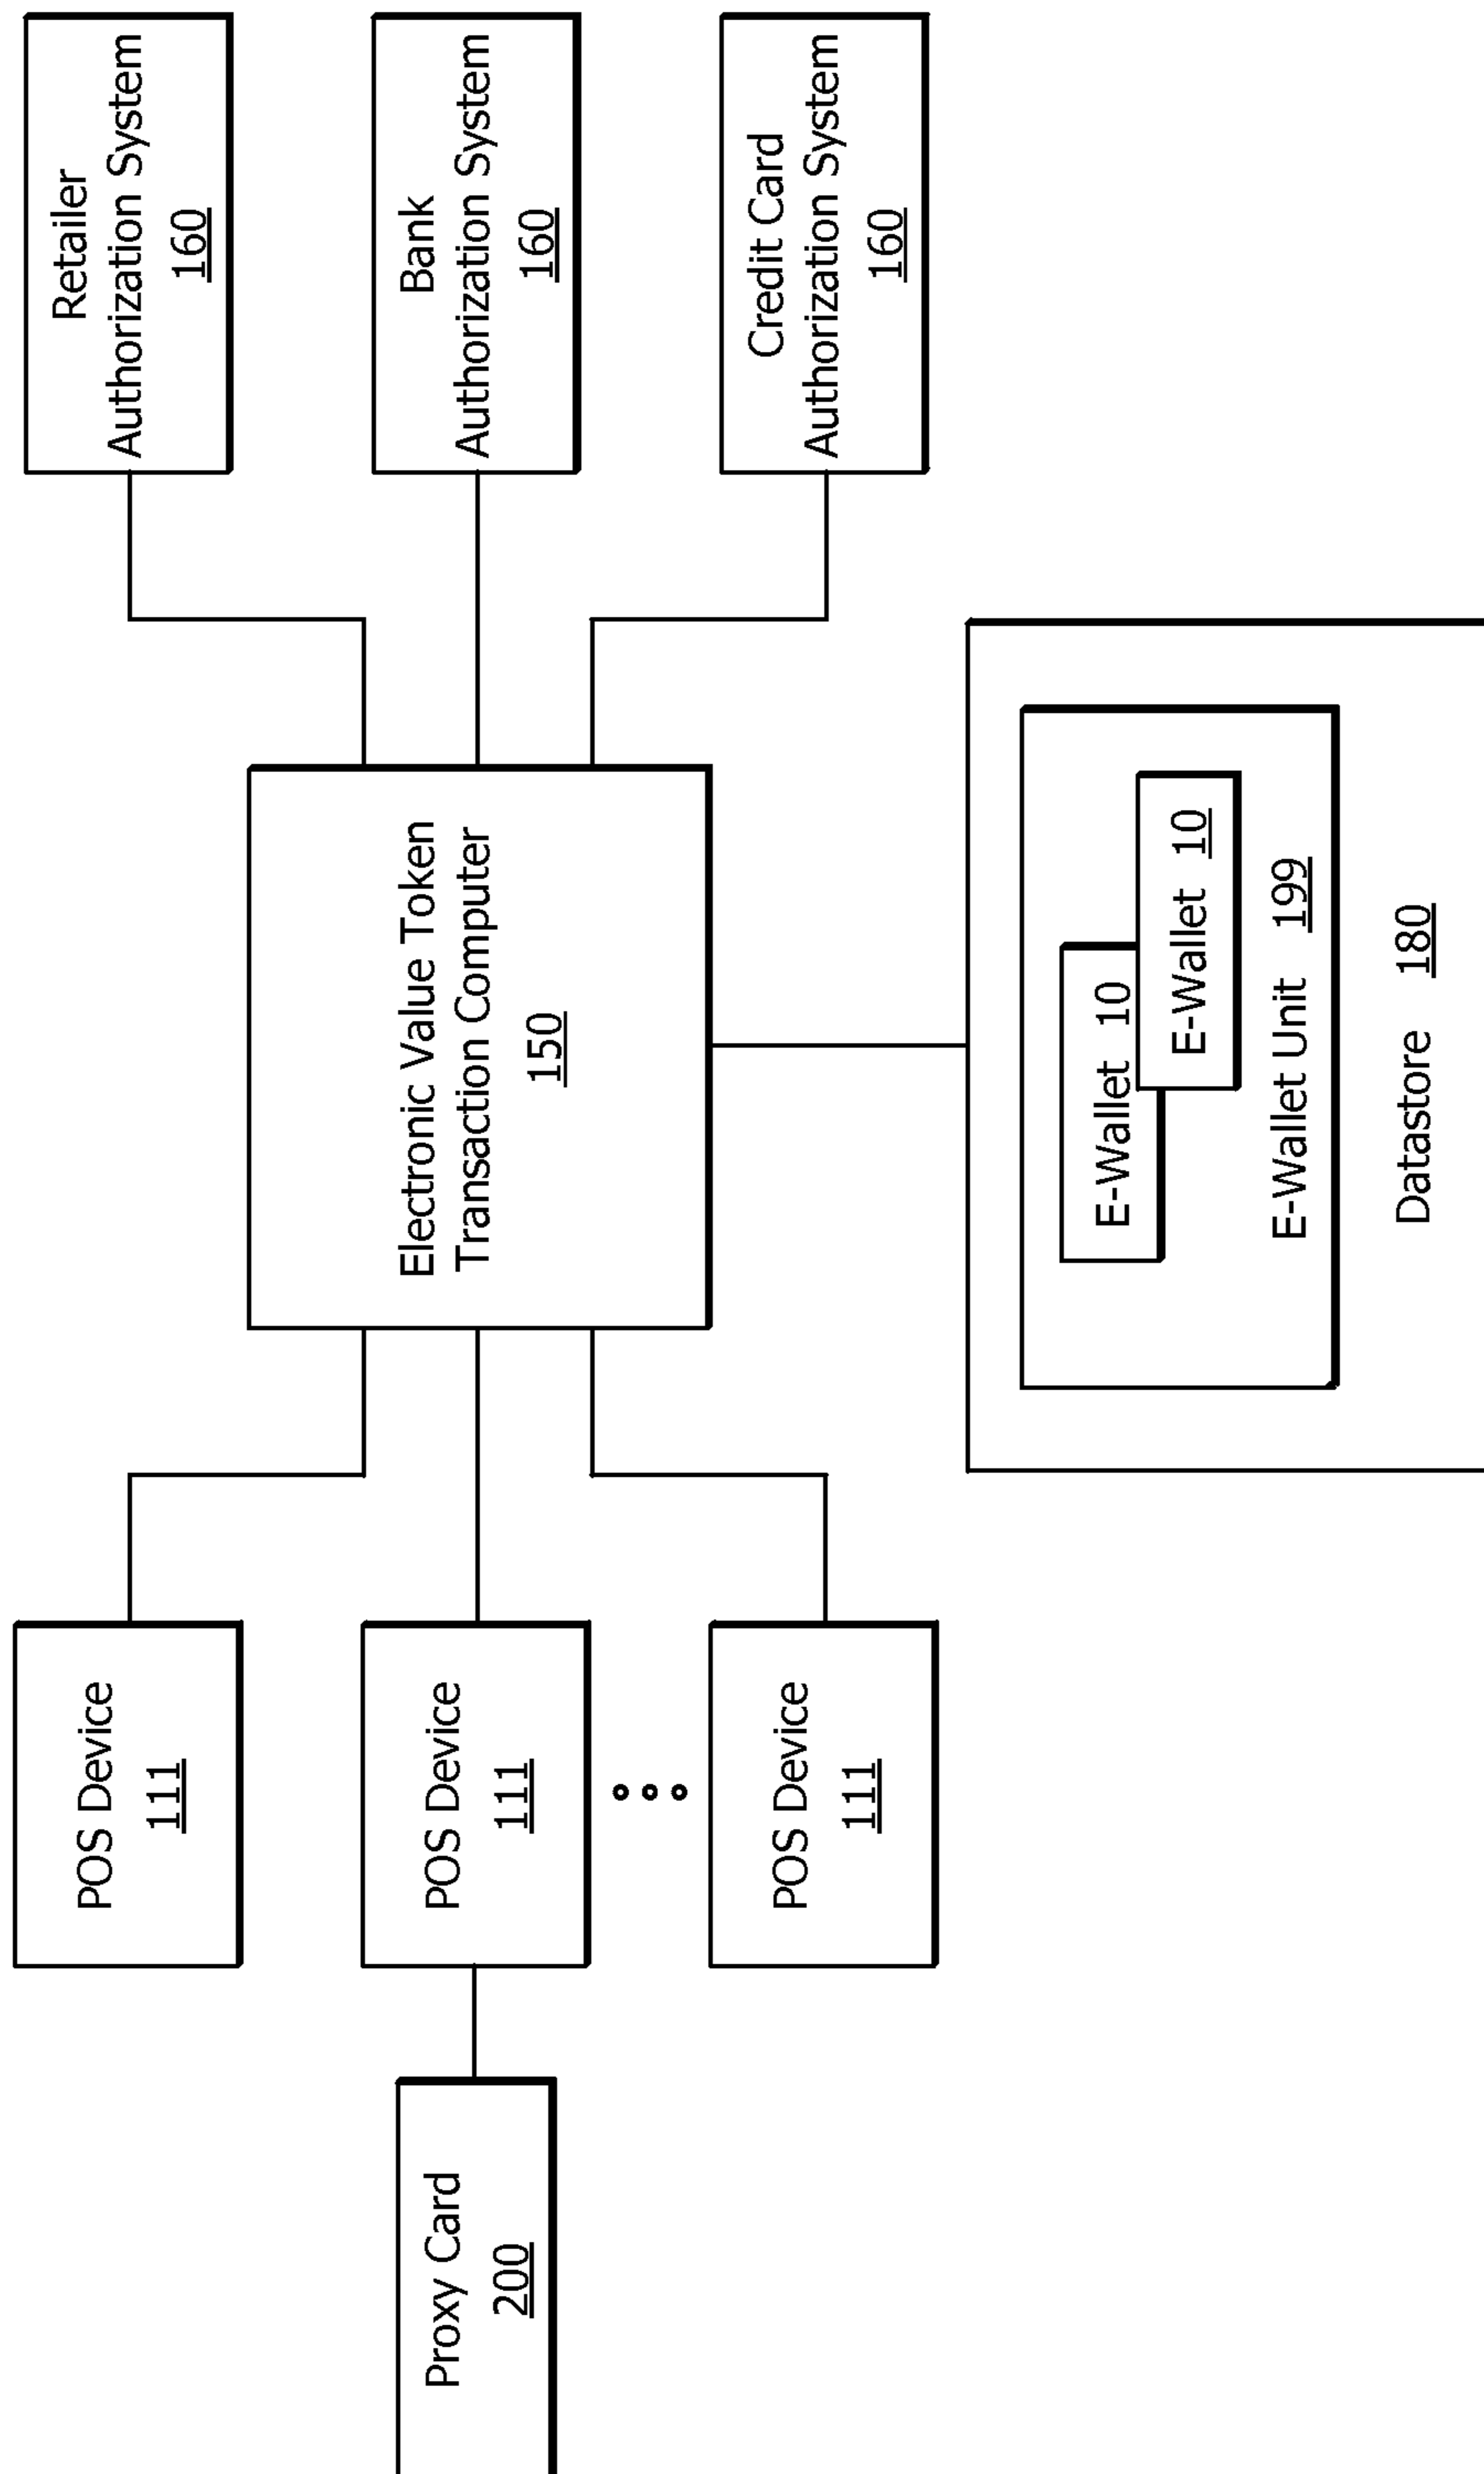 Proxy Card
200
POS Device
111
POS Device
111
POS Device
111
Electronic Value Token
Transaction Computer
150
Retailer
Authorization System
160
Bank
Authorization System
160
Credit Card
Authorization System
160
E-Wallet 10
E-Wallet 10
E-Wallet Unit 199
Datastore 180